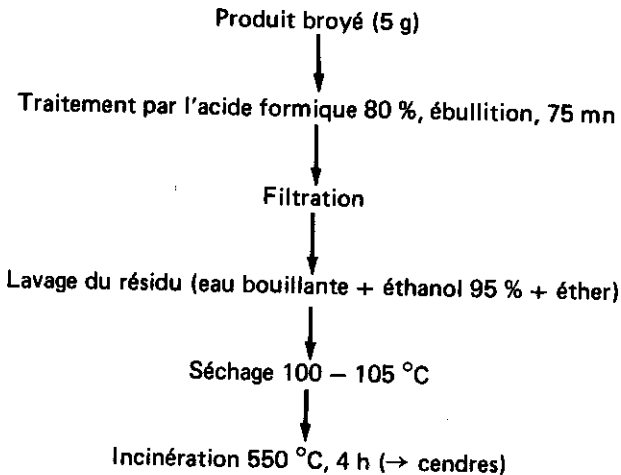 Produit broyé (5 g)
Traitement par l'acide formique 80 %, ébullition, 75 mn
Filtration
Lavage du résidu (eau bouillante + éthanol 95 % + éther)
Séchage 100 – 105 °C
Incinération 550 °C, 4 h (→ cendres)